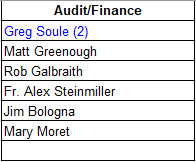 Audit/Finance
Greg Soule (2)
Matt Greenough
Rob Galbraith
Fr. Alex Steinmiller
Jim Bologna
Mary Moret